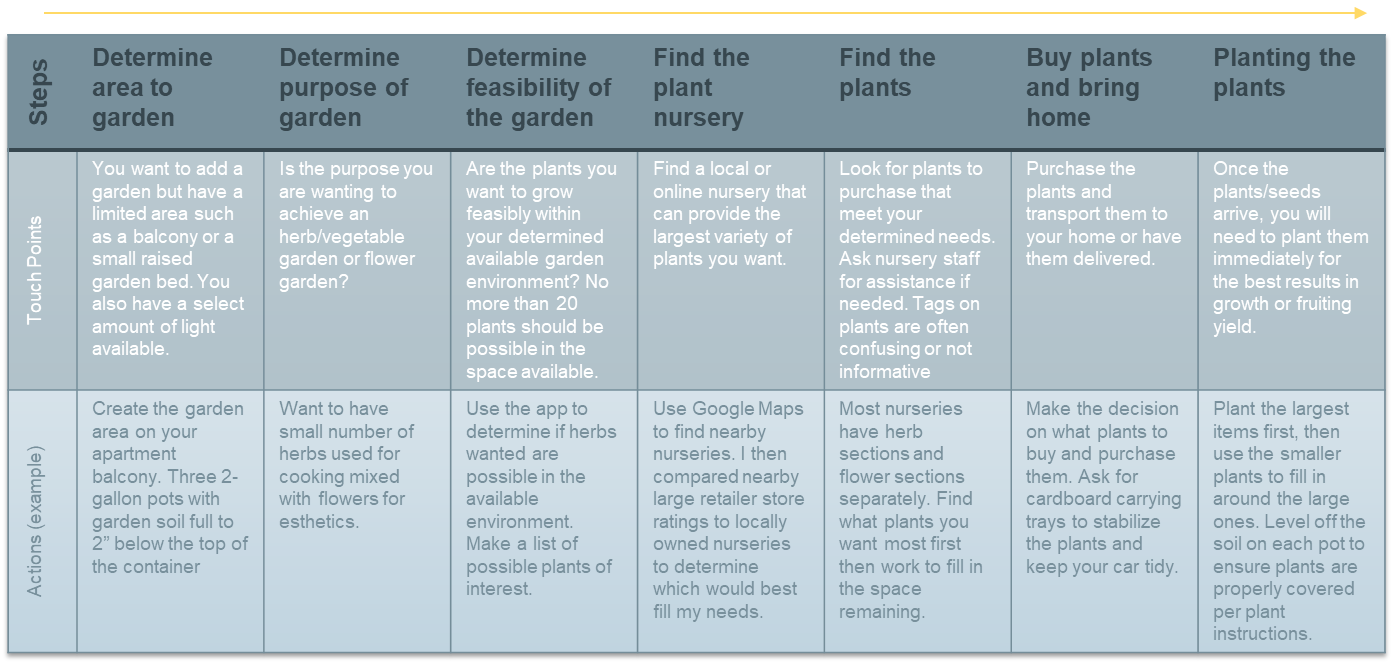 Steps
Determine
area to
garden
Determine
purpose of
garden
Determine
feasibility of
the garden
Find the
plant
nursery
Find the
plants
Buy plants
and bring
home
Planting the
plants
Touch Points
You want to add a
garden but have a
limited area such
as a balcony or a
small raised
garden bed. You
also have a select
amount of light
available.
Is the purpose you
are wanting to
achieve an
herb/vegetable
garden or flower
garden?
Are the plants you
want to grow
feasibly within
your determined
available garden
environment? No
more than 20
plants should be
possible in the
space available.
Find a local or
online nursery that
can provide the
largest variety of
plants you want.
Look for plants to
purchase that
meet your
determined needs.
Ask nursery staff
for assistance if
needed. Tags on
plants are often
confusing or not
informative
Purchase the
plants and
transport them to
your home or have
them delivered.
Once the
plants/seeds
arrive, you will
need to plant them
immediately for
the best results in
growth or fruiting
yield.
Actions (example)
Create the garden
area on your
apartment
balcony. Three 2-
gallon pots with
garden soil full to
2” below the top of
the container
Want to have
small number of
herbs used for
cooking mixed
with flowers for
esthetics.
Use the app to
determine if herbs
wanted are
possible in the
available
environment.
Make a list of
possible plants of
interest.
Use Google Maps
to find nearby
nurseries. I then
compared nearby
large retailer store
ratings to locally
owned nurseries
to determine
which would best
fill my needs.
Most nurseries
have herb
sections and
flower sections
separately. Find
what plants you
want most first
then work to fill in
the space
remaining.
Make the decision
on what plants to
buy and purchase
them. Ask for
cardboard carrying
trays to stabilize
the plants and
keep your car tidy.
Plant the largest
items first, then
use the smaller
plants to fill in
around the large
ones. Level off the
soil on each pot to
ensure plants are
properly covered
per plant
instructions.